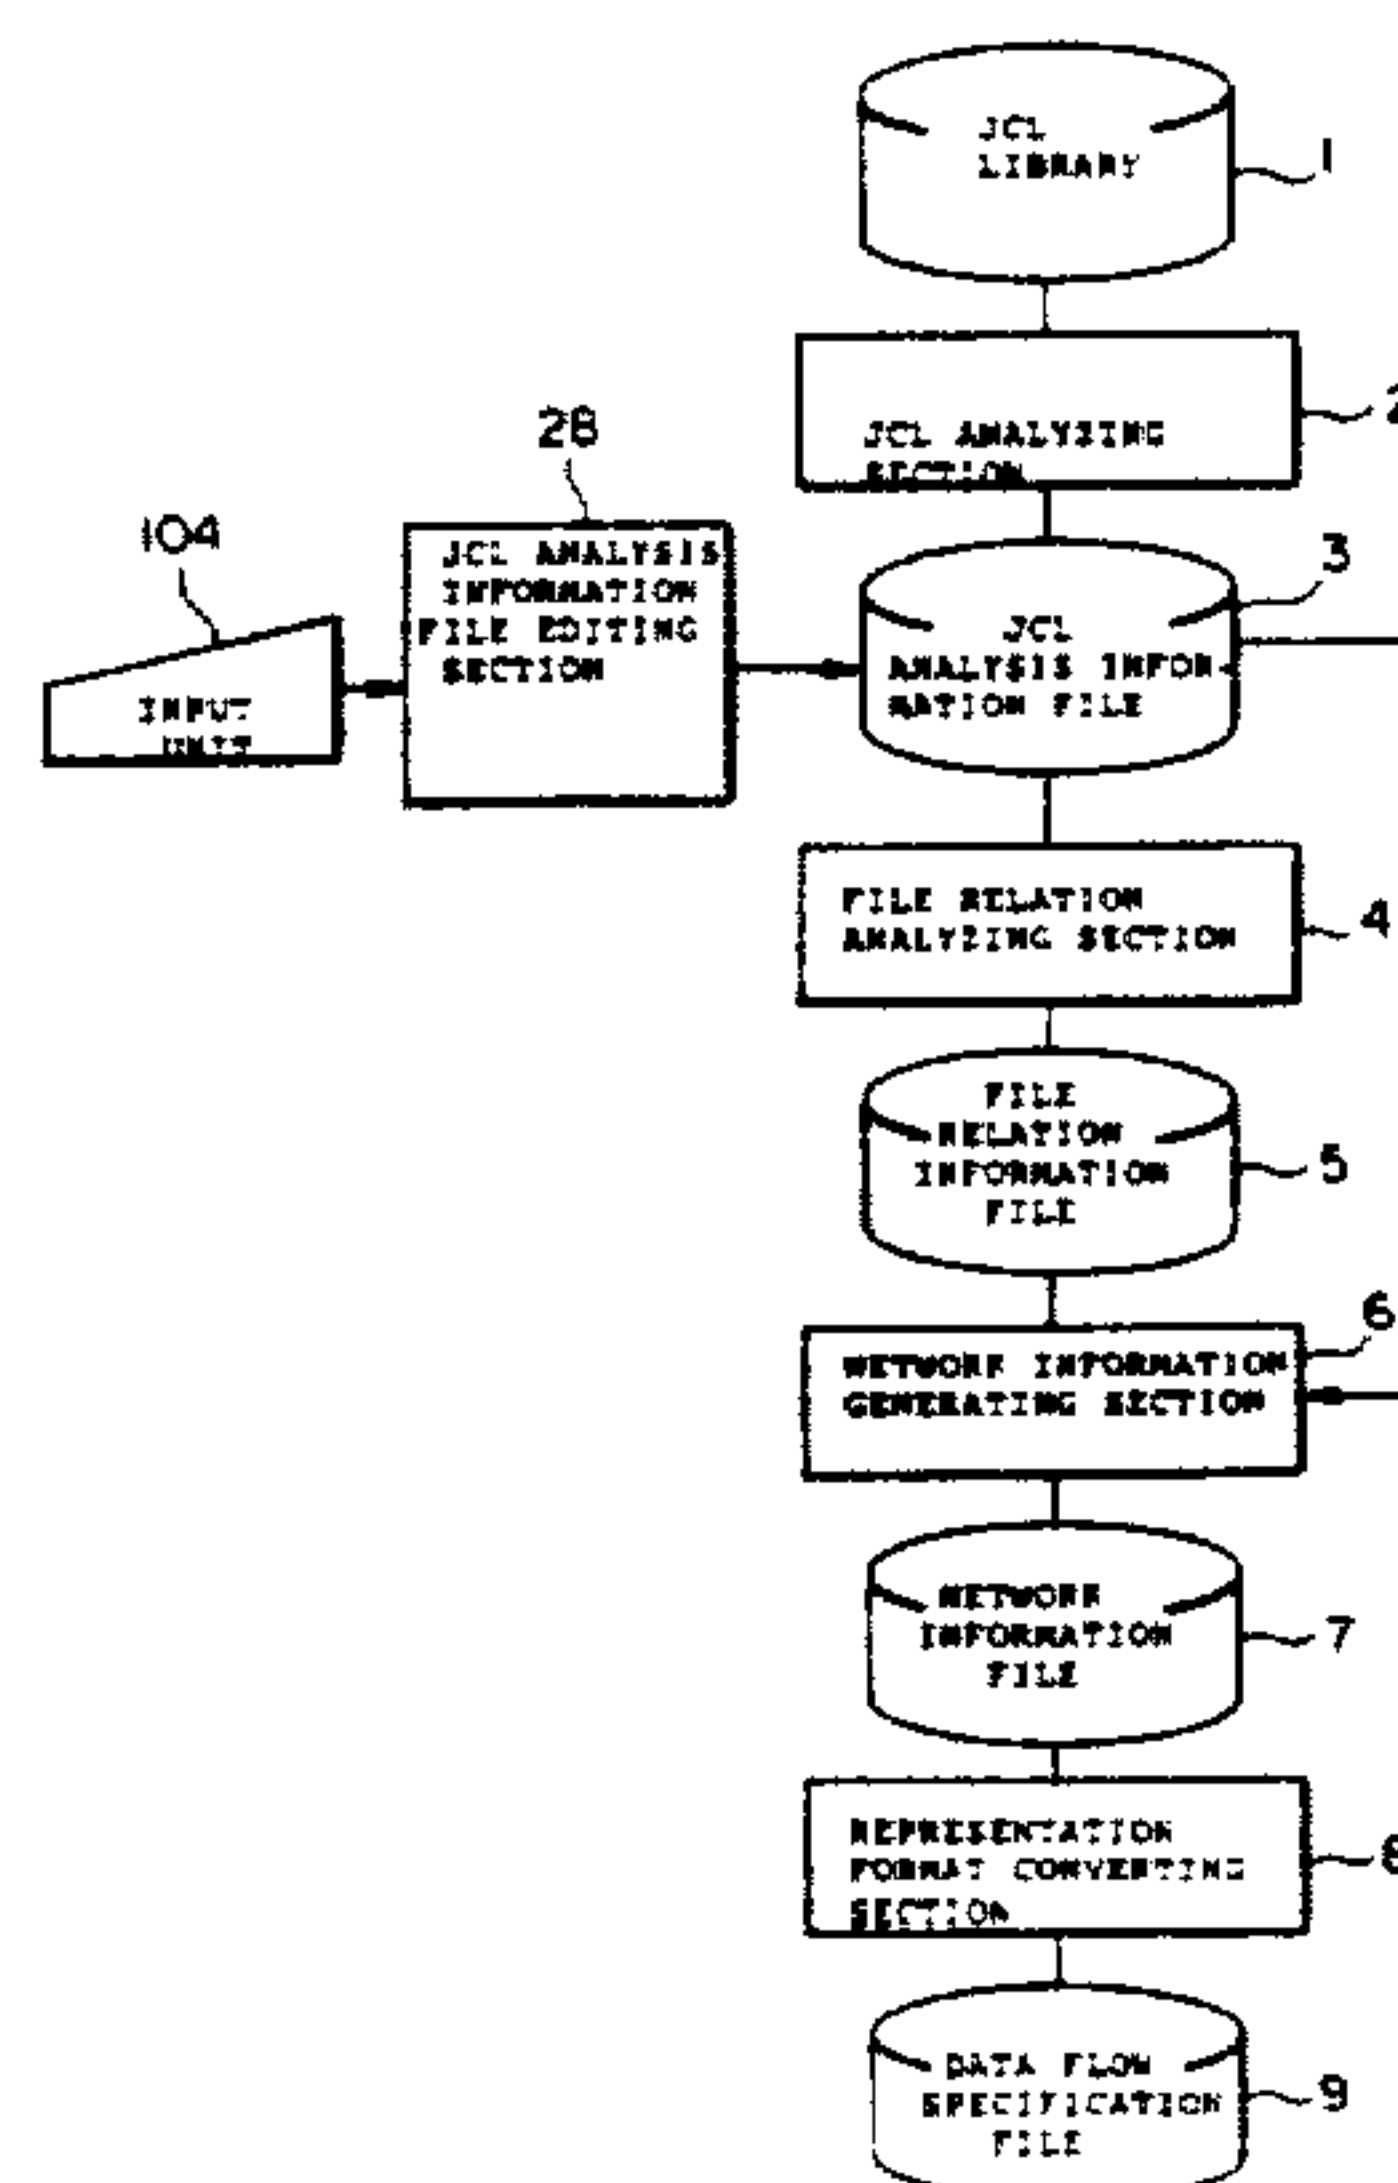 JCL
LIBRARY
1
2
JCL ANALYZING
SECTION
28
104
JCL ANALYSIS
INFORMATION
FILE EDITING
SECTION
INPUT
UNIT
3
JCL
ANALYSIS INFOR-
MATION FILE
FILE RELATION
ANALYZING SECTION
4
FILE
RELATION
INFORMATION
FILE
5
6
NETWORK INFORMATION
GENERATING SECTION
NETWORK
INFORMATION
FILE
7
REPRESENTATION
FORMAT CONVERTING
SECTION
8
DATA FLOW
SPECIFICATION
FILE
9